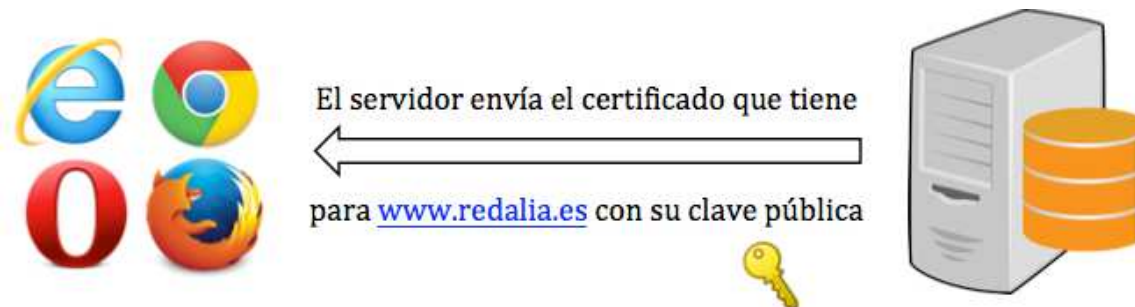 El servidor envía el certificado que tiene
para www.redalia.es con su clave pública